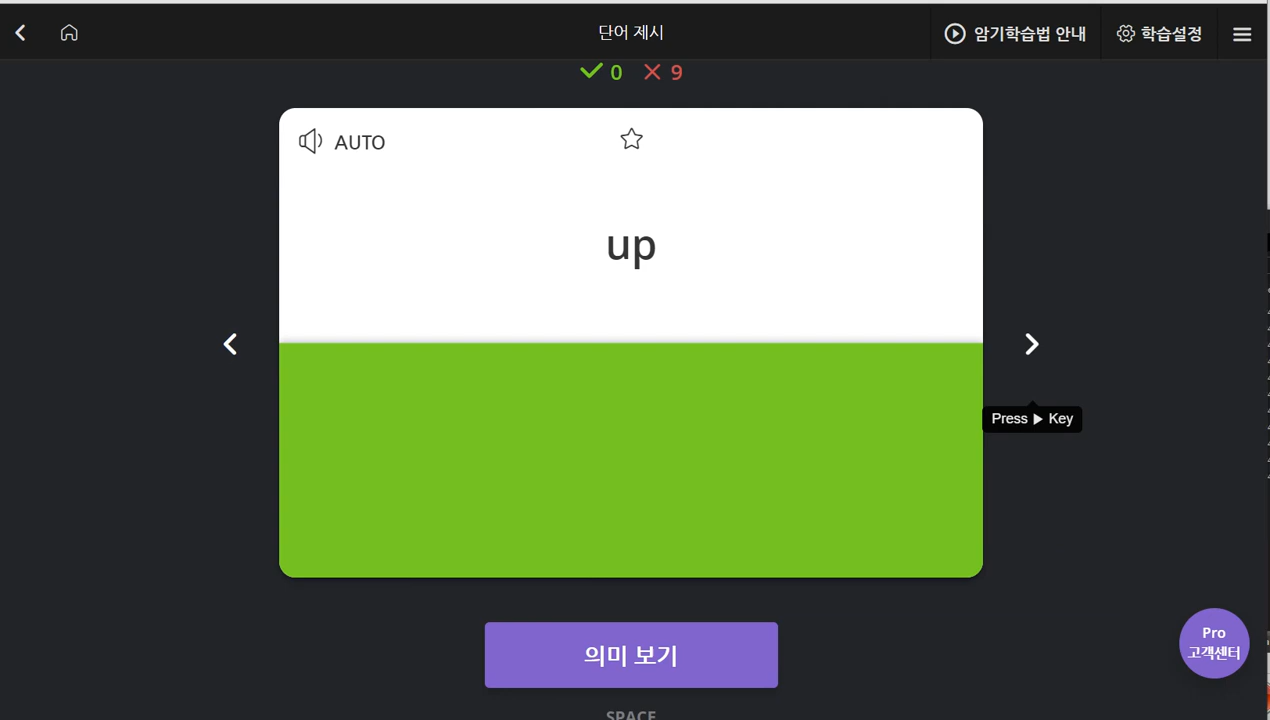 단어 제시
암기학습법 안내
학습설정
0
9
AUTO
up
Press ▶ Key
의미 보기
Pro
고객센터
SPACE